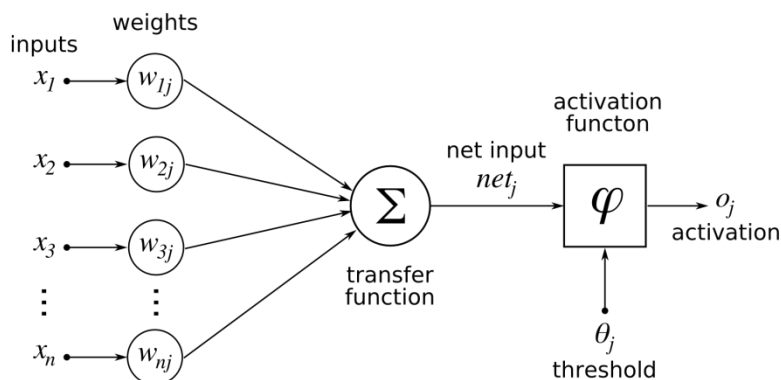 inputs
weights
x₁
w₁ⱼ
x₂
w₂ⱼ
x₃
w₃ⱼ
⋮
⋮
xₙ
wₙⱼ
Σ
transfer
function
net input
netⱼ
activation
functon
φ
oⱼ
activation
θⱼ
threshold